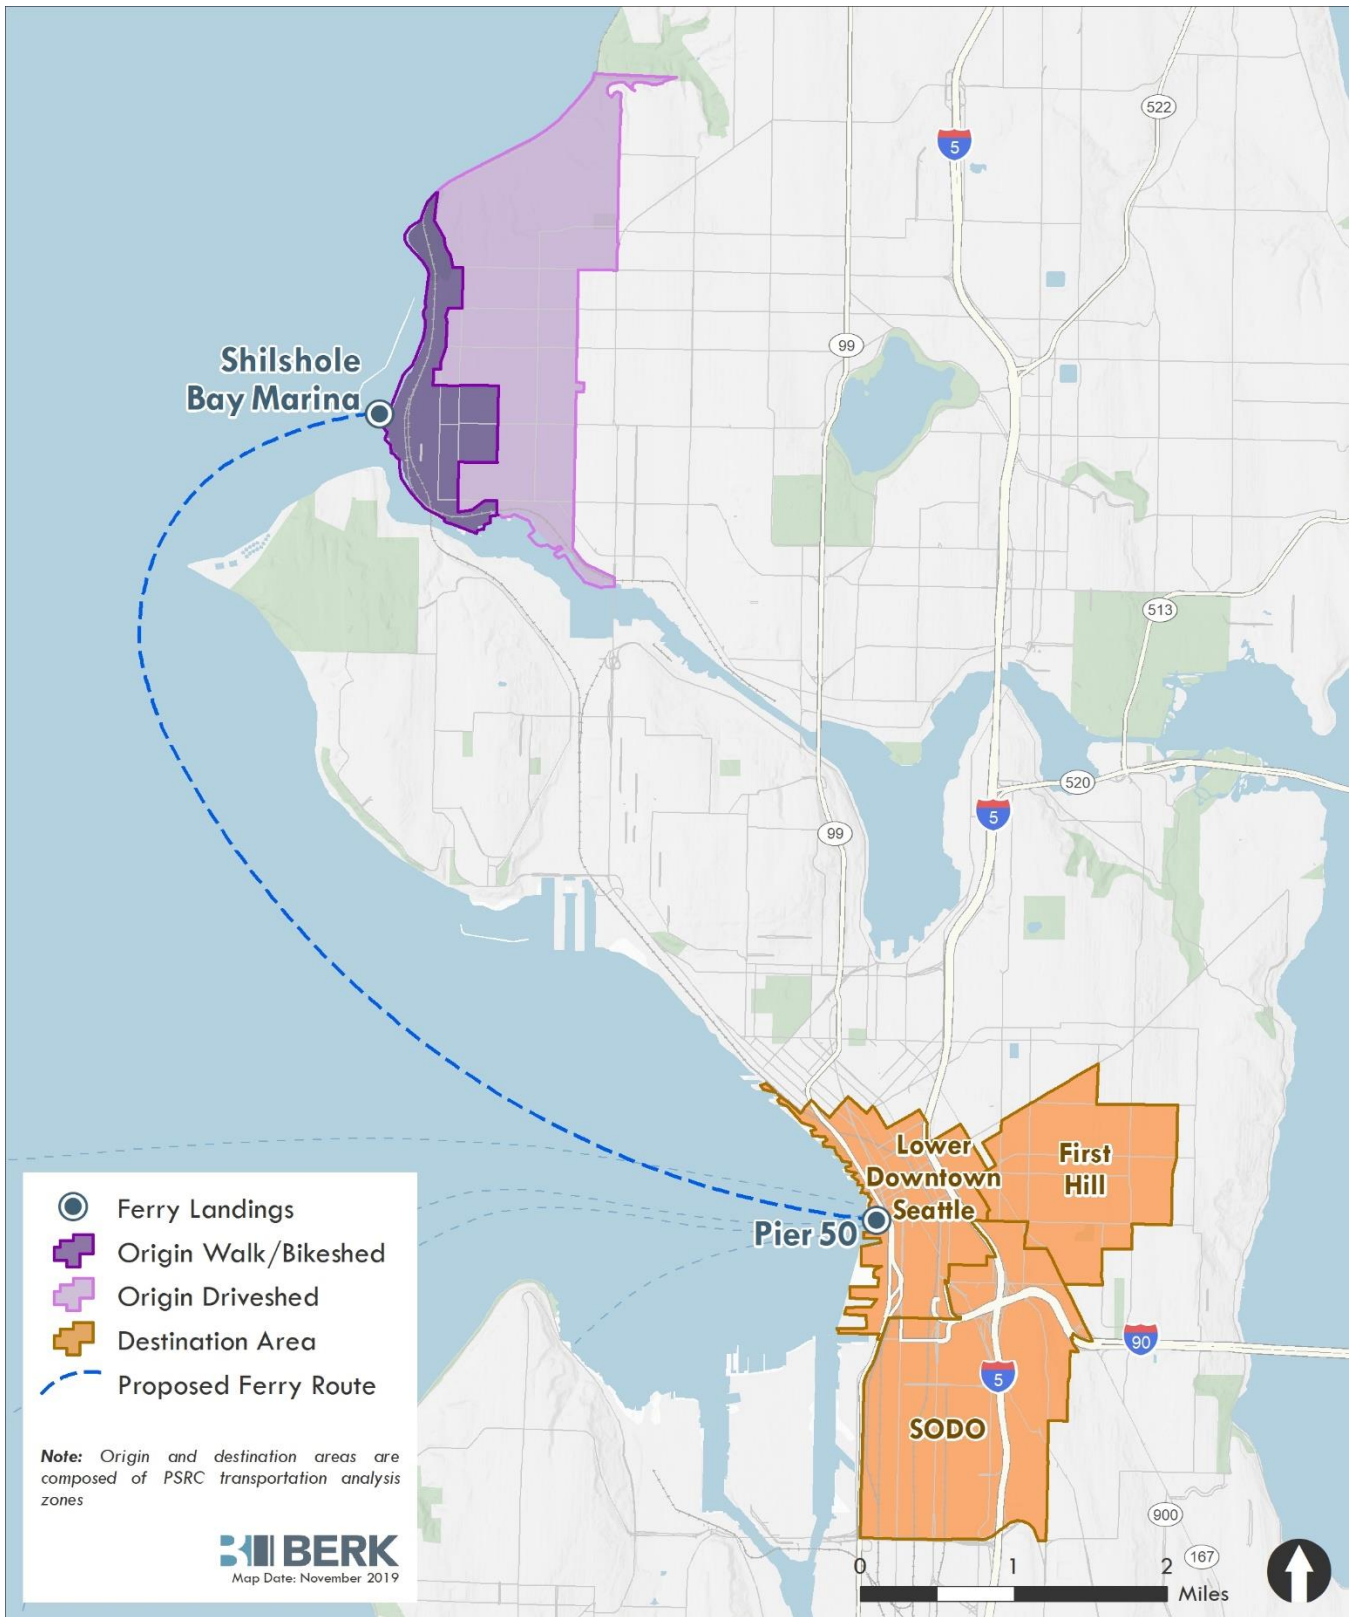 522
5
99
Shilshole
Bay Marina
513
520
5
99
Lower
Downtown
Seattle
First
Hill
Pier 50
90
5
SODO
900
167
0 1 2
Miles
Ferry Landings
Origin Walk/Bikeshed
Origin Driveshed
Destination Area
Proposed Ferry Route
Note: Origin and destination areas are
composed of PSRC transportation analysis
zones
BERK
Map Date: November 2019